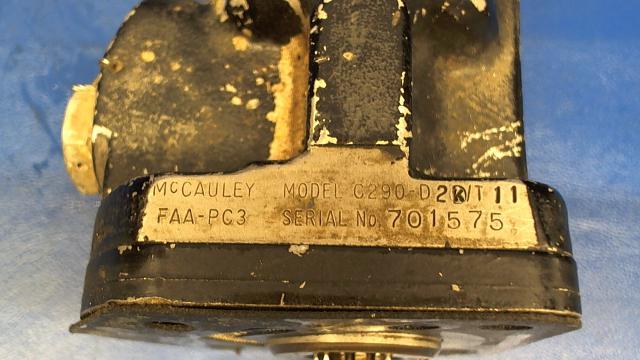 McCAULEY MODEL C290-D2R/T11
FAA-PC3 SERIAL No. 701575